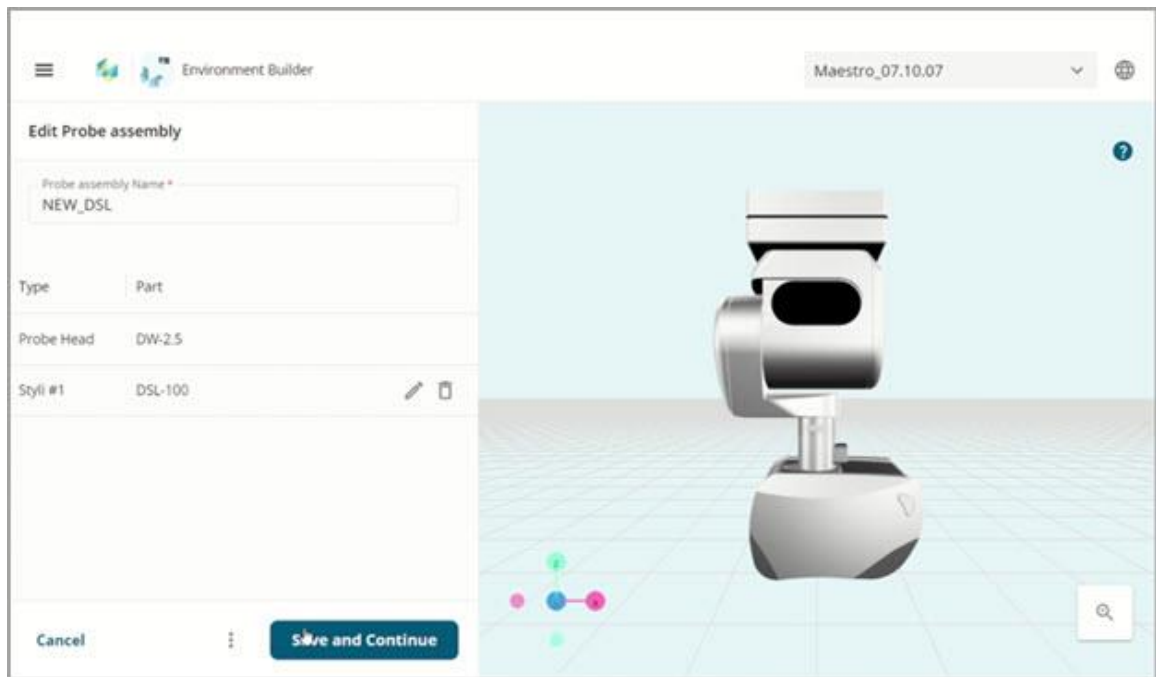 Environment Builder
Maestro_07.10.07
Edit Probe assembly
Probe assembly Name *
NEW_DSL
Type Part
Probe Head DW-2.5
Styli #1 DSL-100
Cancel
Save and Continue
?